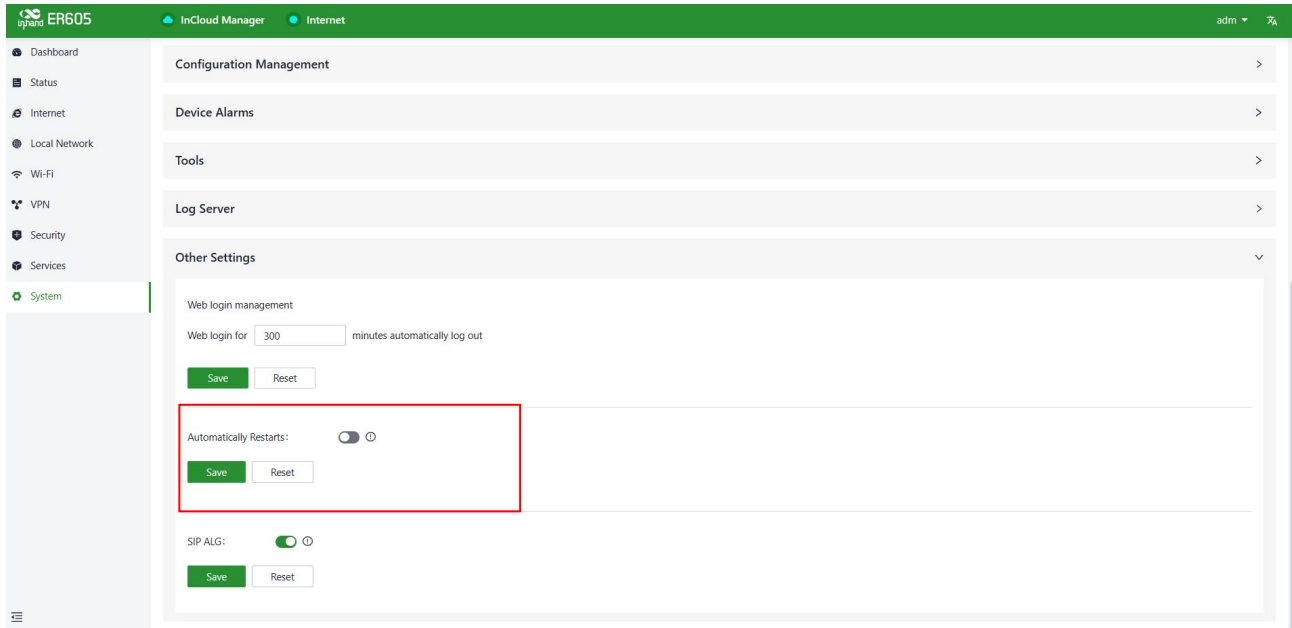 inhand ER605 InCloud Manager Internet adm
Dashboard
Status
Internet
Local Network
Wi-Fi
VPN
Security
Services
System
Configuration Management
Device Alarms
Tools
Log Server
Other Settings
Web login management
Web login for 300 minutes automatically log out
Save Reset
Automatically Restarts:
Save Reset
SIP ALG:
Save Reset